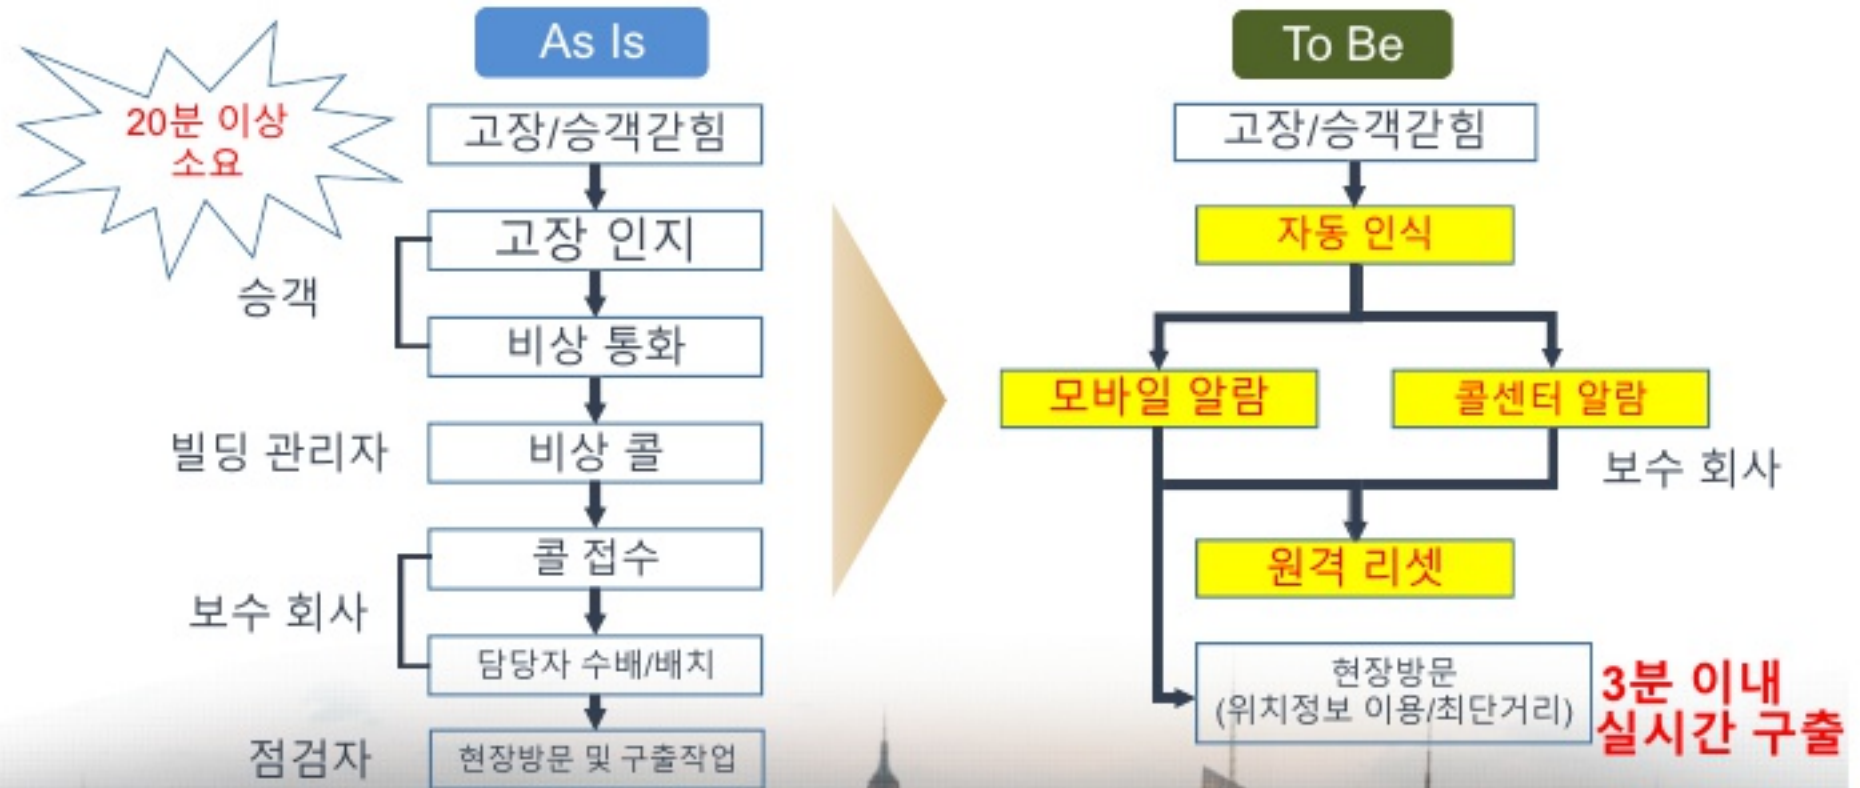 As Is
20분 이상
소요
고장/승객갇힘
고장 인지
승객
비상 통화
빌딩 관리자
비상 콜
콜 접수
보수 회사
담당자 수배/배치
점검자
현장방문 및 구출작업
To Be
고장/승객갇힘
자동 인식
모바일 알람
콜센터 알람
보수 회사
원격 리셋
현장방문
(위치정보 이용/최단거리)
3분 이내
실시간 구출